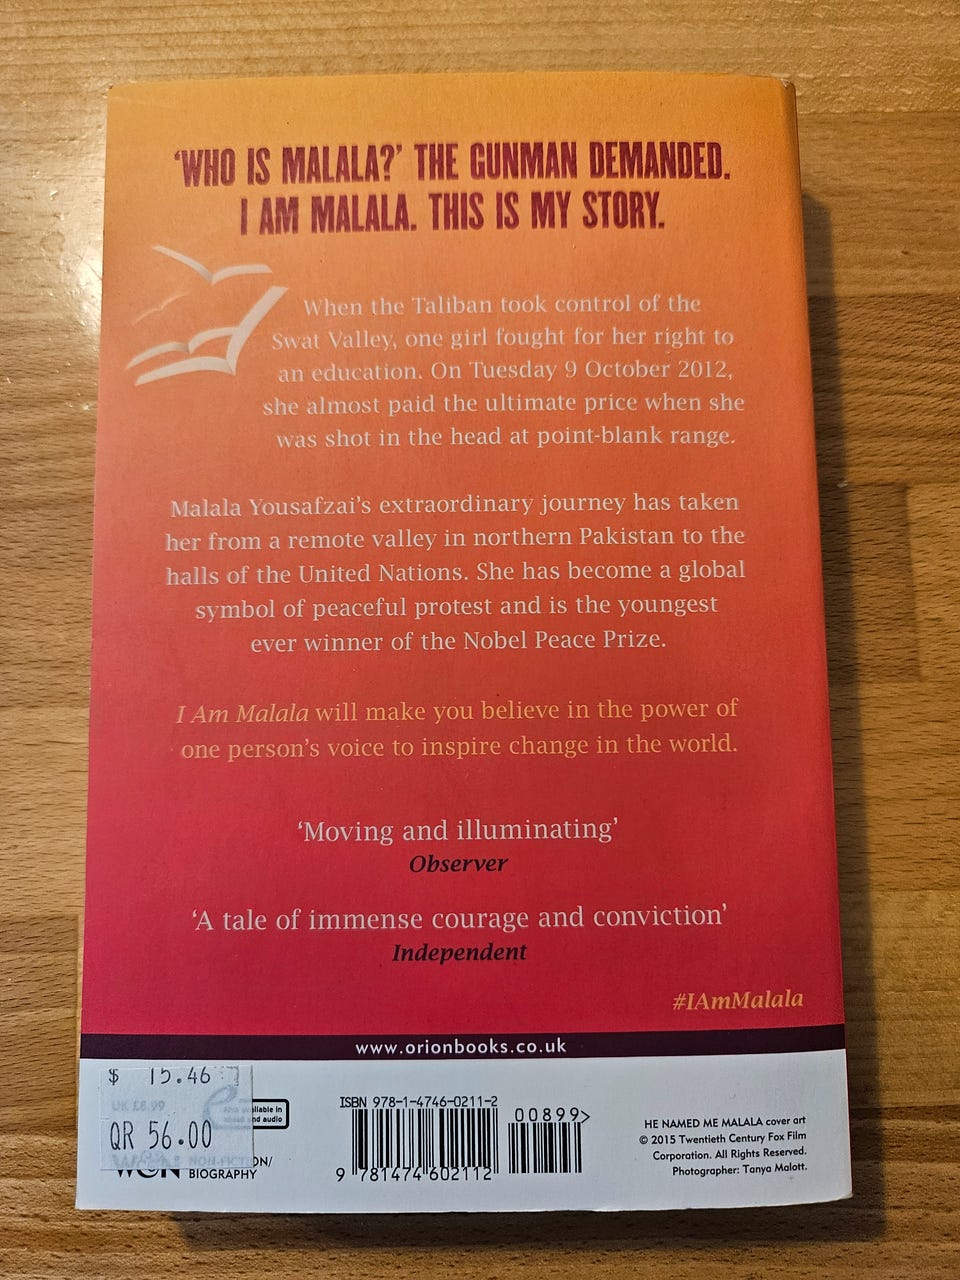 ‘WHO IS MALALA?’ THE GUNMAN DEMANDED.
I AM MALALA. THIS IS MY STORY.
When the Taliban took control of the
Swat Valley, one girl fought for her right to
an education. On Tuesday 9 October 2012,
she almost paid the ultimate price when she
was shot in the head at point-blank range.
Malala Yousafzai’s extraordinary journey has taken
her from a remote valley in northern Pakistan to the
halls of the United Nations. She has become a global
symbol of peaceful protest and is the youngest
ever winner of the Nobel Peace Prize.
I Am Malala will make you believe in the power of
one person’s voice to inspire change in the world.
‘Moving and illuminating’
Observer
‘A tale of immense courage and conviction’
Independent
#IAmMalala
www.orionbooks.co.uk
$ 15.46
UK £8.99
QR 56.00
and audio
NON-FICTION/
BIOGRAPHY
ISBN 978-1-4746-0211-2
00899>
9 781474 602112
HE NAMED ME MALALA cover art
© 2015 Twentieth Century Fox Film
Corporation. All Rights Reserved.
Photographer: Tanya Malott.